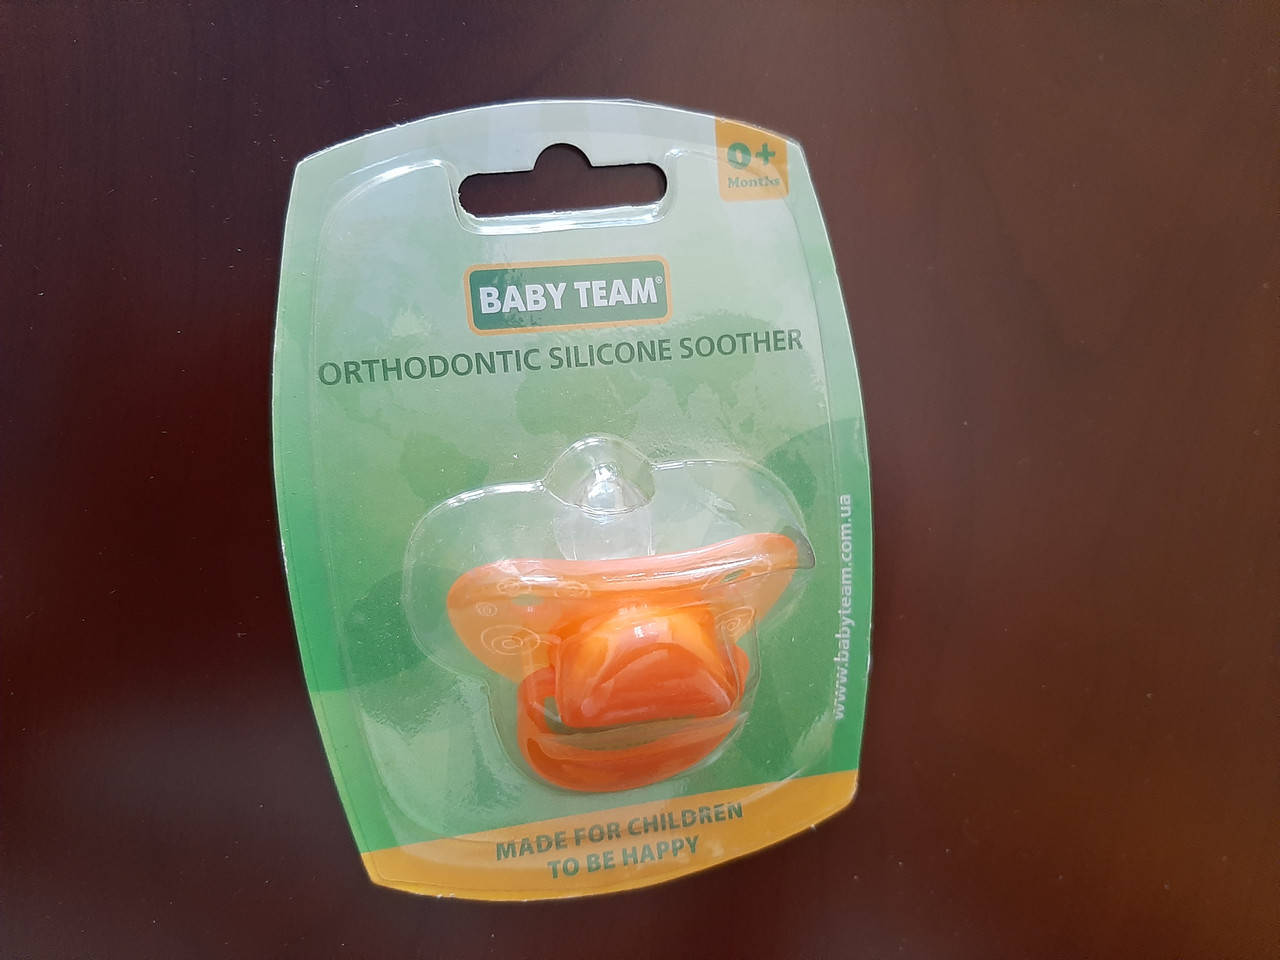 0+
Months
BABY TEAM®
ORTHODONTIC SILICONE SOOTHER
www.babyteam.com.ua
MADE FOR CHILDREN
TO BE HAPPY